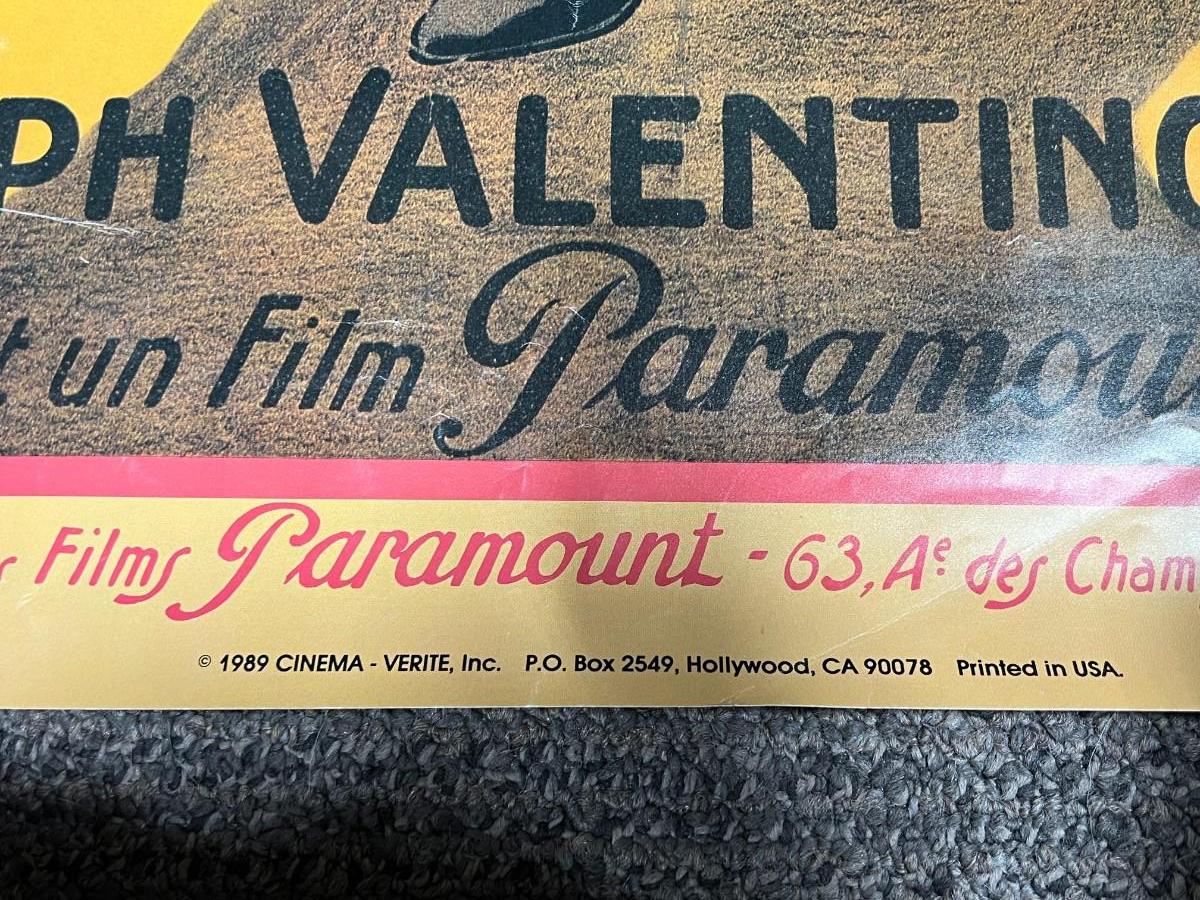 PH VALENTINO
t un Film Paramou
s Films Paramount - 63, Ae des Cham
© 1989 CINEMA - VERITE, Inc. P.O. Box 2549, Hollywood, CA 90078 Printed in USA.